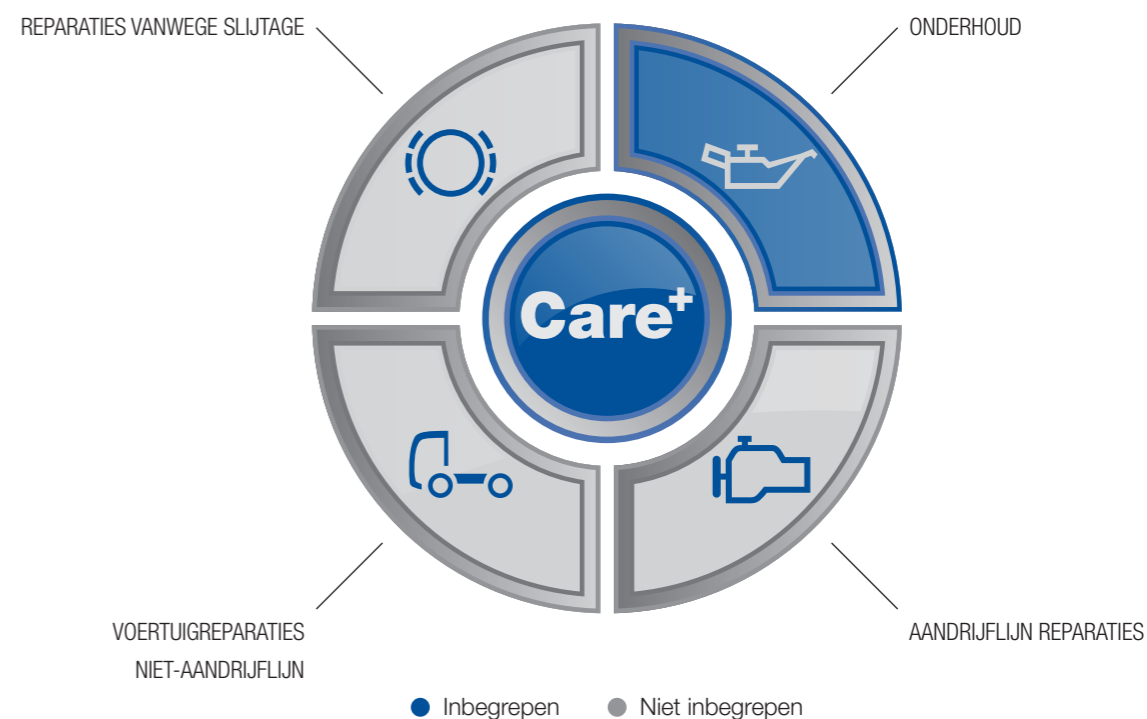 REPARATIES VANWEGE SLIJTAGE
ONDERHOUD
Care+
VOERTUIGREPARATIES
NIET-AANDRIJFLIJN
AANDRIJFLIJN REPARATIES
Inbegrepen
Niet inbegrepen